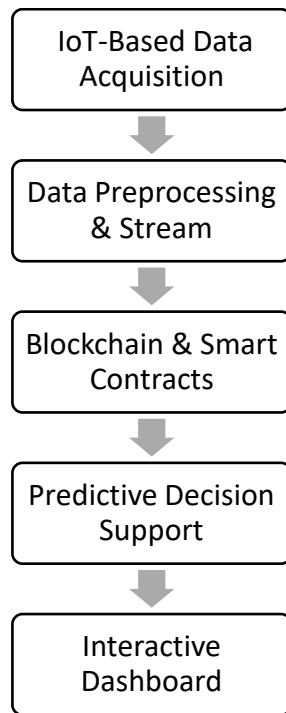 IoT-Based Data
Acquisition
Data Preprocessing
& Stream
Blockchain & Smart
Contracts
Predictive Decision
Support
Interactive
Dashboard